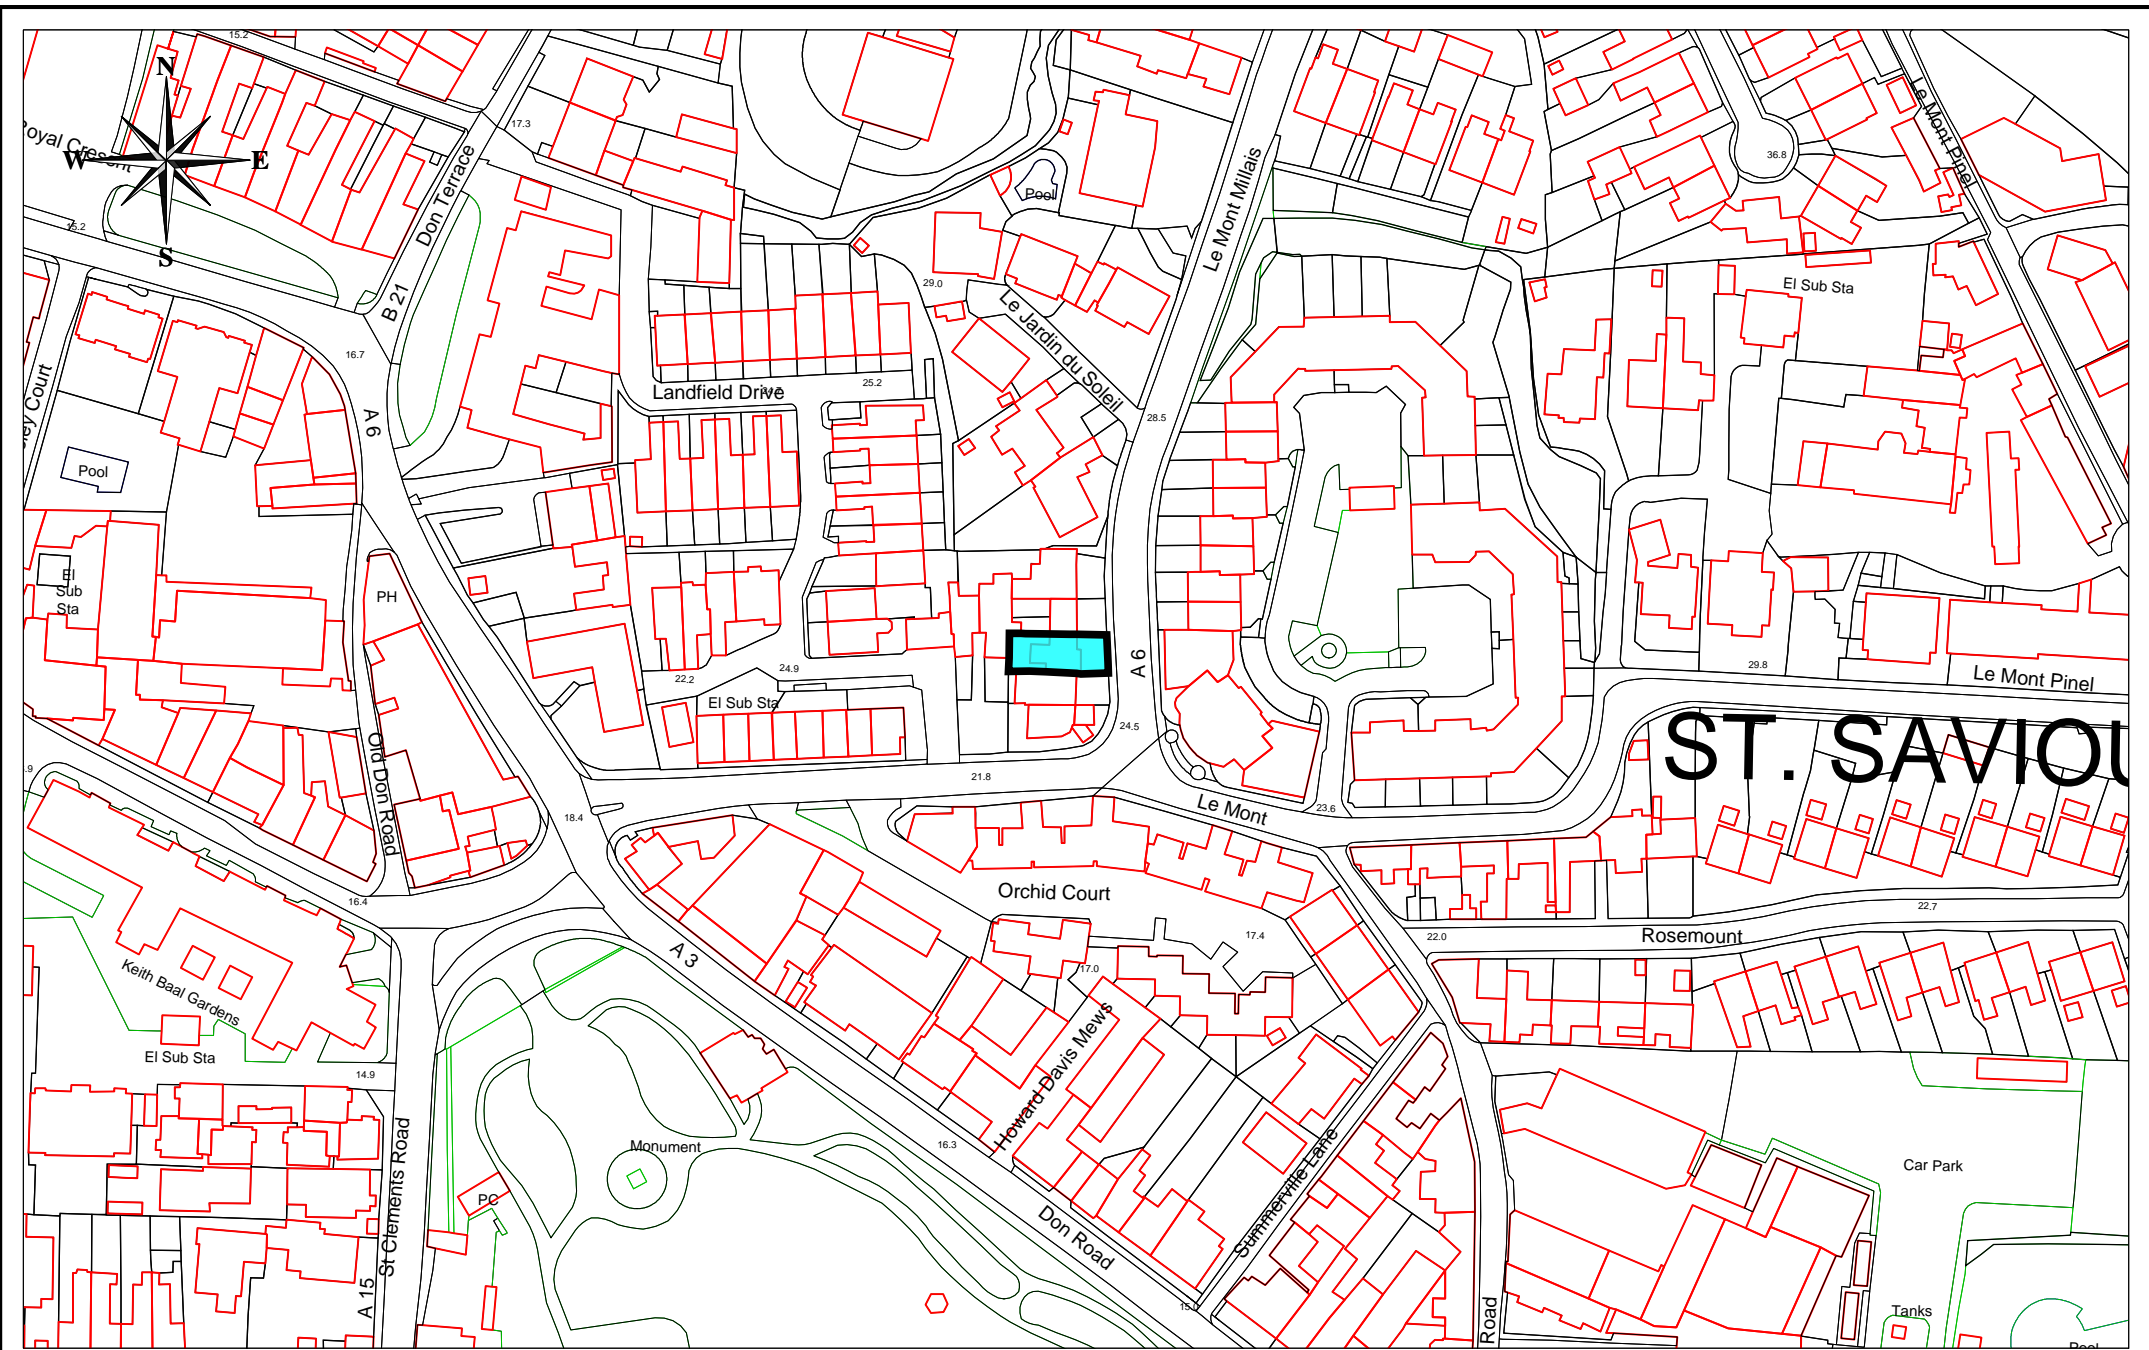 15.2
N
W
E
S
Royal Crescent
15.2
17.3
Don Terrace
B 21
16.7
A 6
Pool
Le Mont Millais
36.8
Le Mont Pinel
El Sub Sta
29.0
Le Jardin du Soleil
Landfield Drive
25.2
28.5
Pool
El
Sub
Sta
PH
24.9
22.2
El Sub Sta
A 6
24.5
29.8
Le Mont Pinel
ST. SAVIOU
Old Don Road
21.8
18.4
Le Mont
23.6
16.4
Orchid Court
17.4
17.0
22.7
22.0
Rosemount
A 3
Keith Baal Gardens
El Sub Sta
14.9
St Clements Road
A 15
Monument
PC
16.3
Howard Davis Mews
Don Road
Summerville Lane
15.0
Road
Car Park
Tanks
Pool